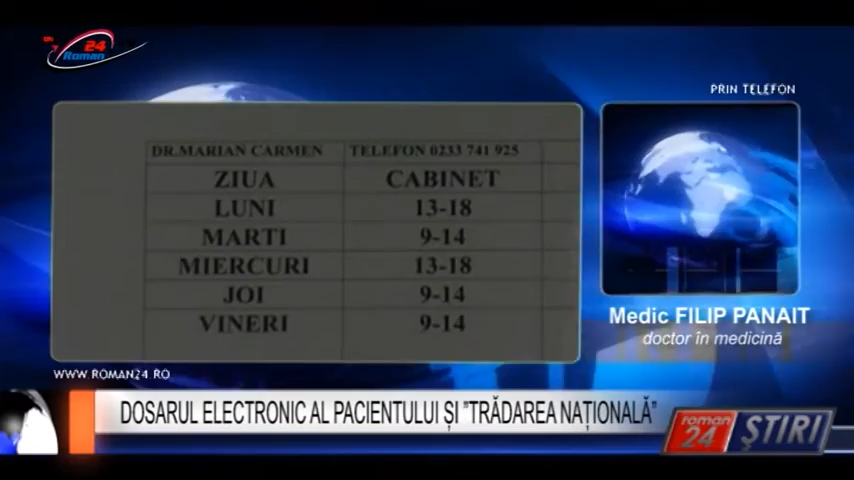 24
Roman
PRIN TELEFON
DR.MARIAN CARMEN TELEFON 0233 741 925
ZIUA CABINET
LUNI 13-18
MARTI 9-14
MIERCURI 13-18
JOI 9-14
VINERI 9-14
Medic FILIP PANAIT
doctor în medicină
WWW.ROMAN24.RO
DOSARUL ELECTRONIC AL PACIENTULUI ȘI "TRĂDAREA NAȚIONALĂ"
roman
24 ȘTIRI